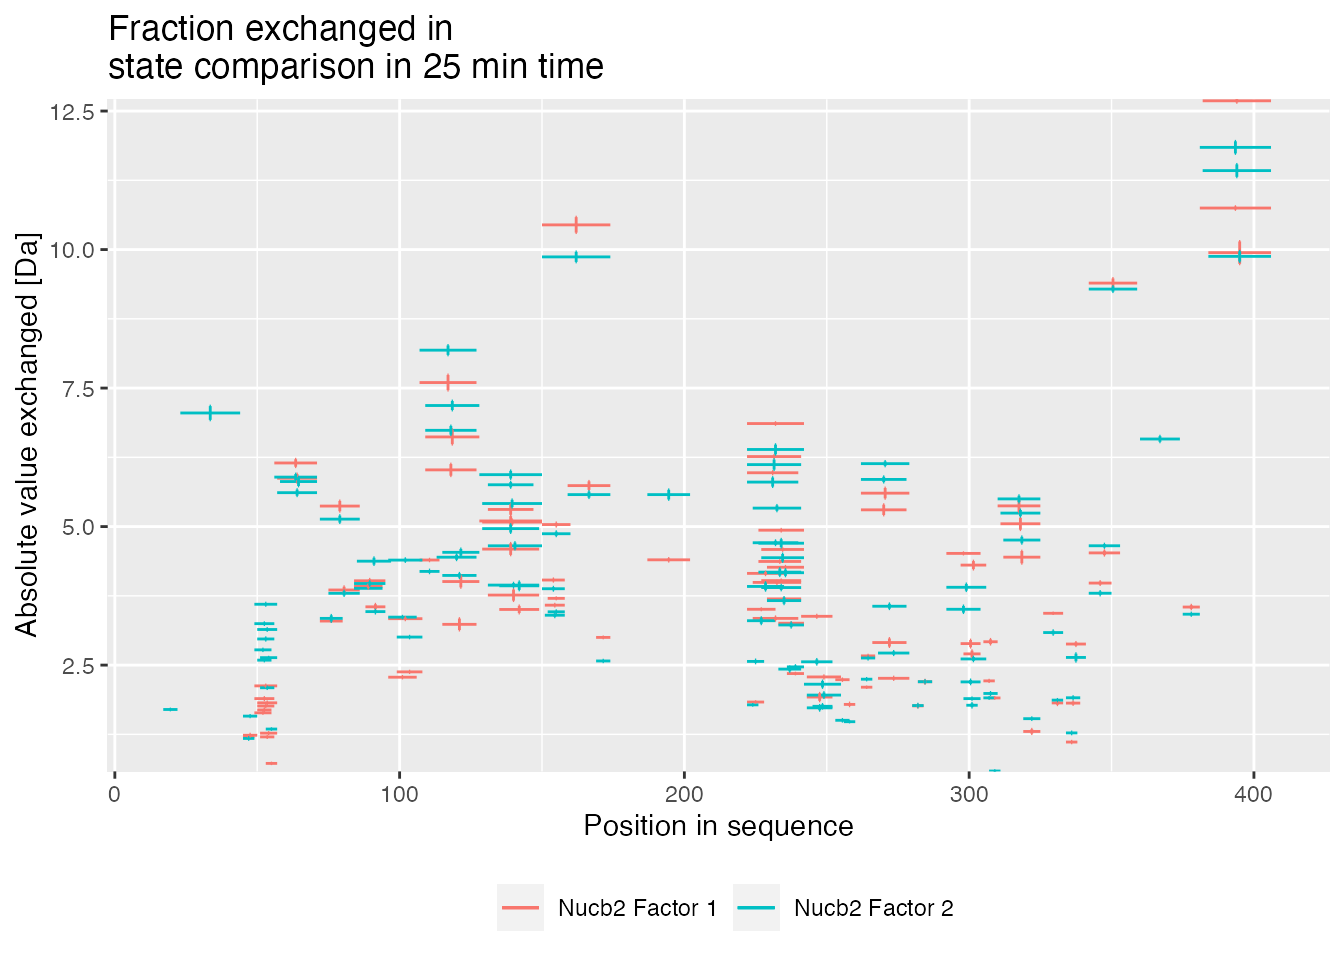 Fraction exchanged in
state comparison in 25 min time
Absolute value exchanged [Da]
12.5
10.0
7.5
5.0
2.5
0 100 200 300 400
Position in sequence
Nucb2 Factor 1 Nucb2 Factor 2